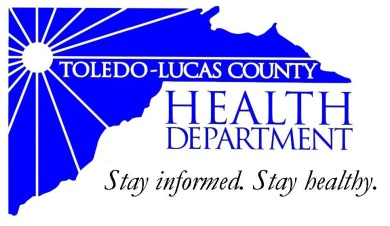 TOLEDO-LUCAS COUNTY
HEALTH
DEPARTMENT
Stay informed. Stay healthy.